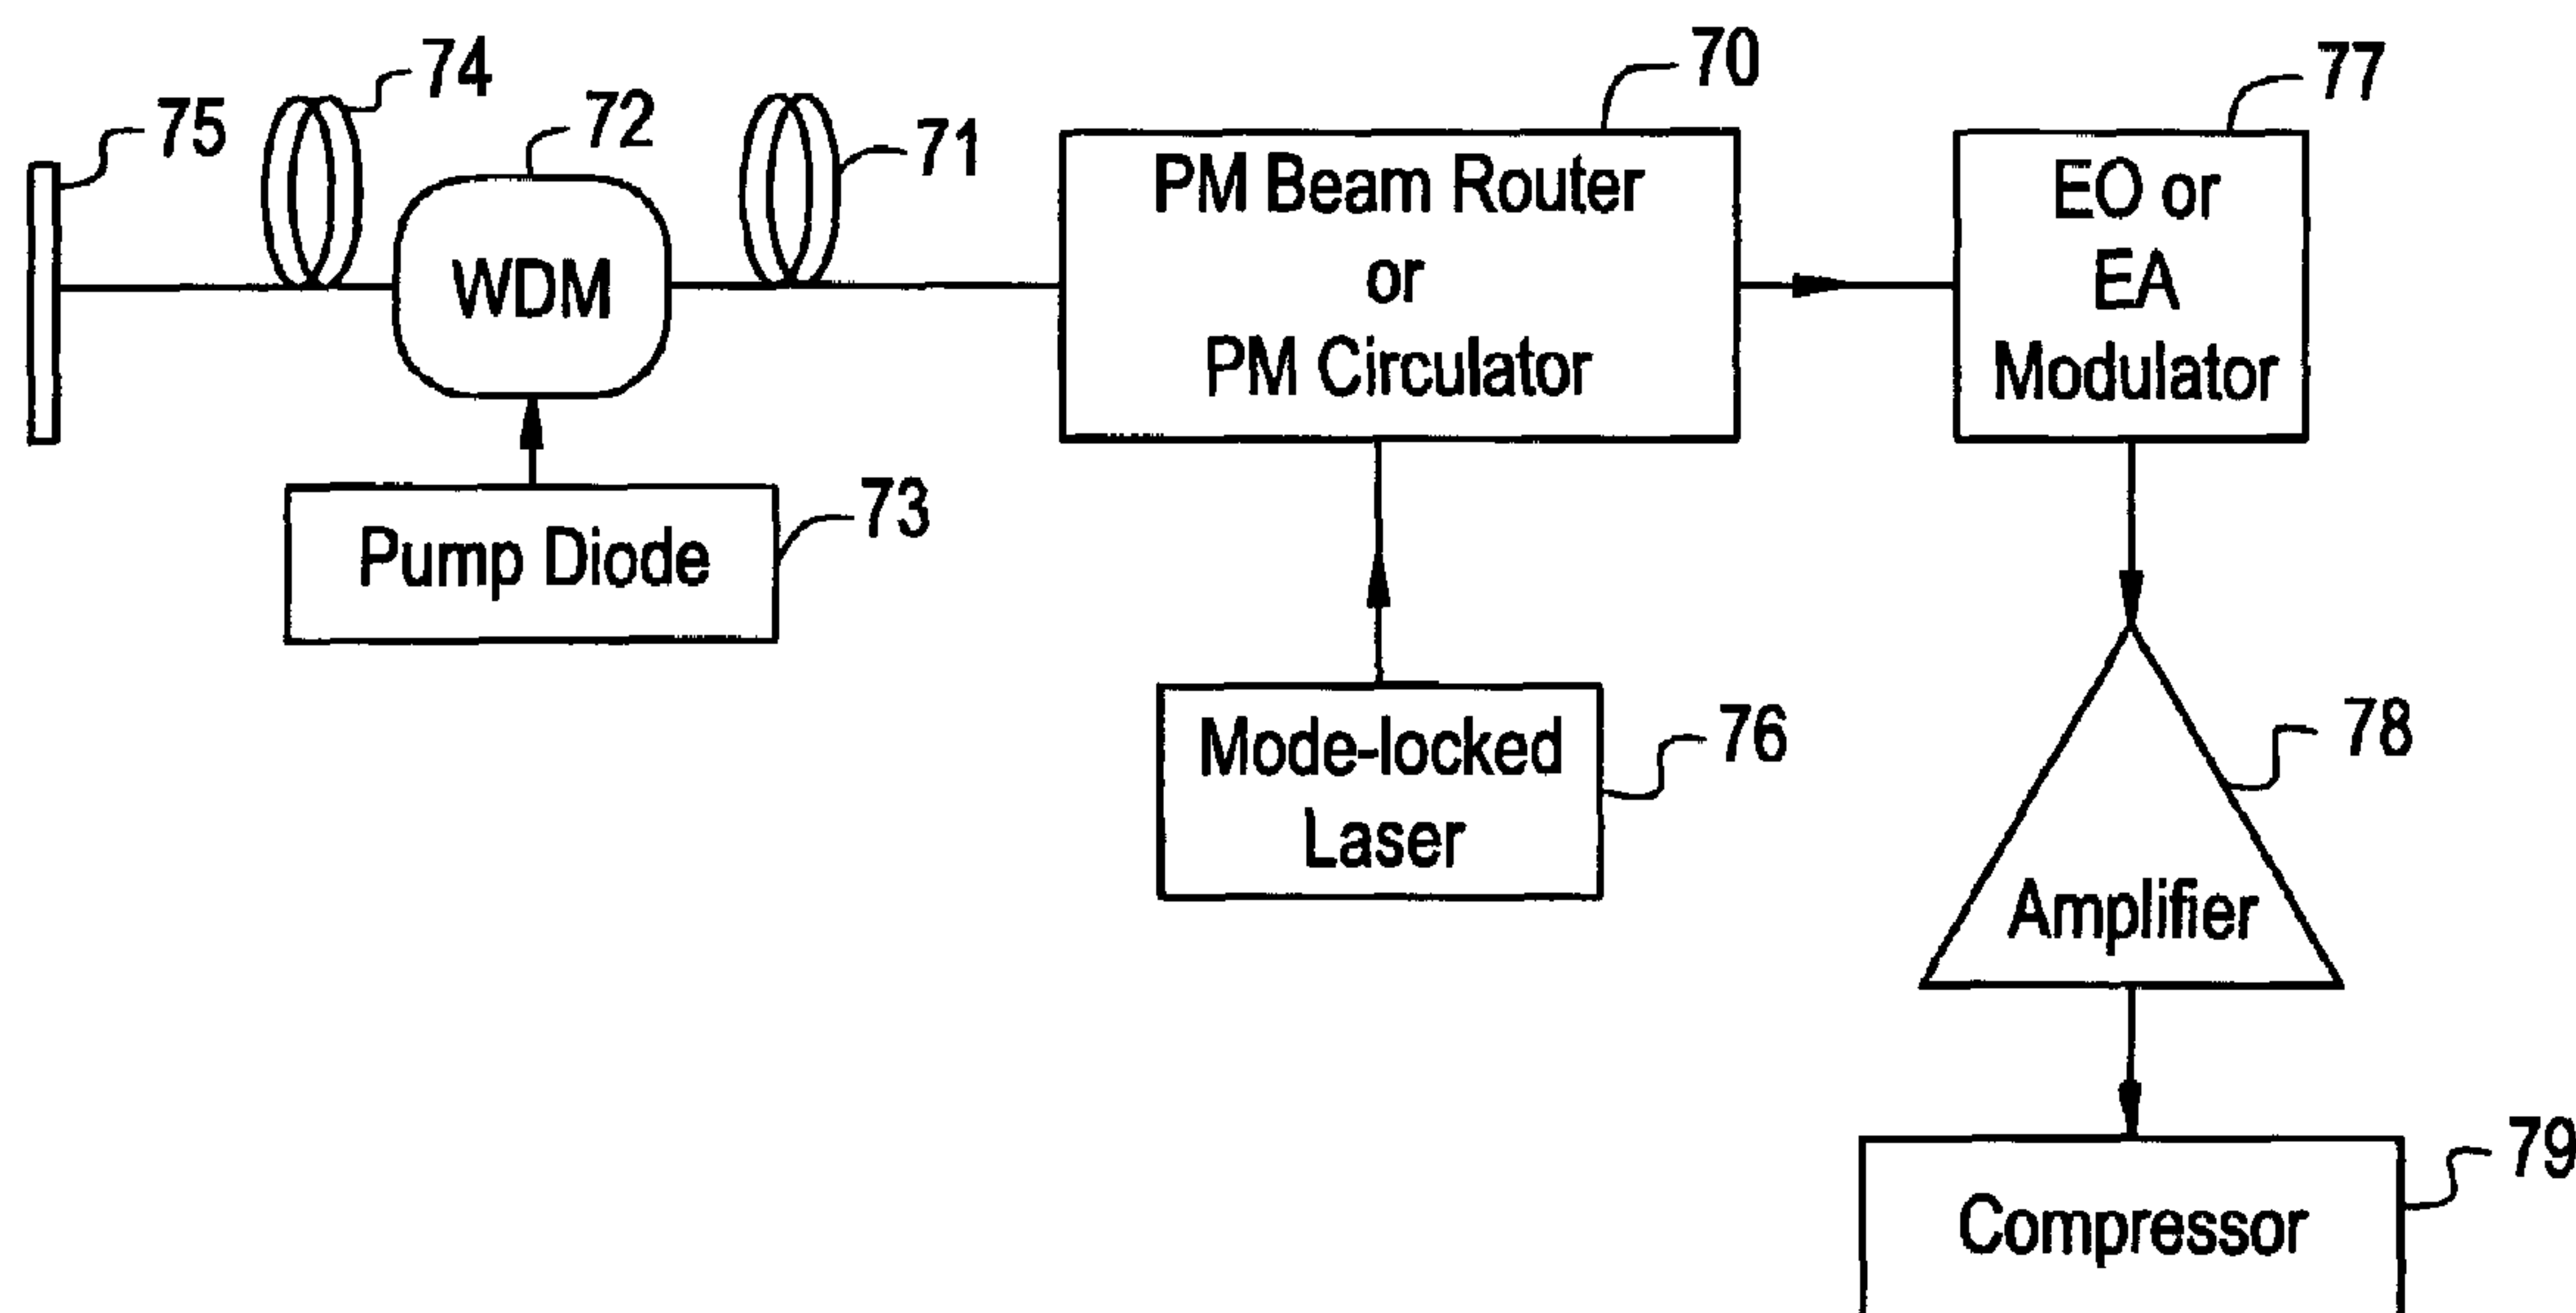 74
75
72
71
70
77
WDM
PM Beam Router
or
PM Circulator
EO or
EA
Modulator
Pump Diode
73
Mode-locked
Laser
76
78
Amplifier
79
Compressor